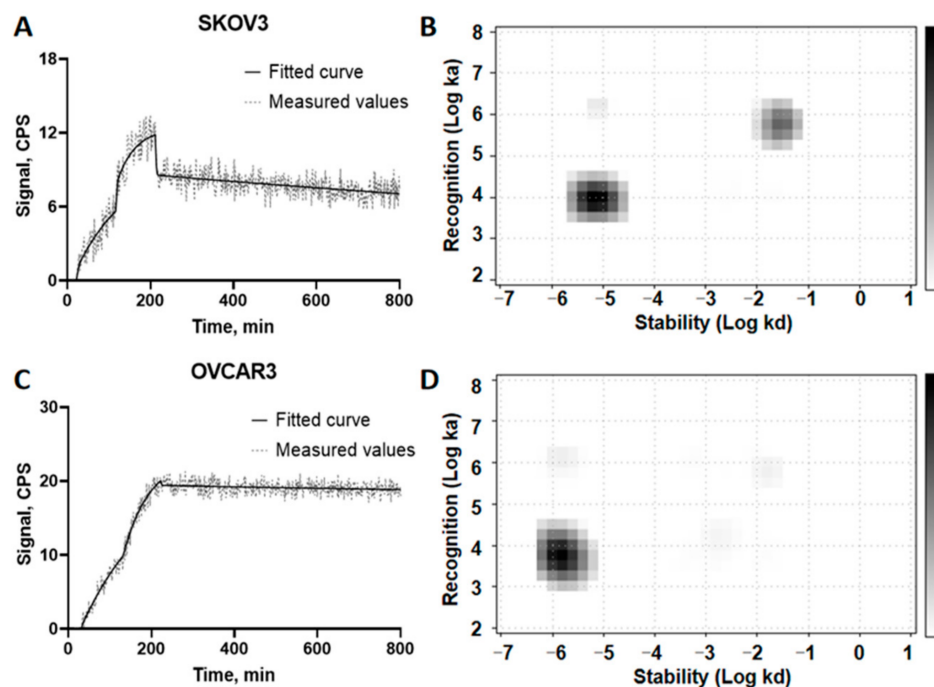 A
SKOV3
Signal, CPS
18
12
6
0
Fitted curve
Measured values
0 200 400 600 800
Time, min
B
Recognition (Log ka)
8
7
6
5
4
3
2
−7 −6 −5 −4 −3 −2 −1 0 1
Stability (Log kd)
C
OVCAR3
Signal, CPS
30
20
10
0
Fitted curve
Measured values
0 200 400 600 800
Time, min
D
Recognition (Log ka)
8
7
6
5
4
3
2
−7 −6 −5 −4 −3 −2 −1 0 1
Stability (Log kd)